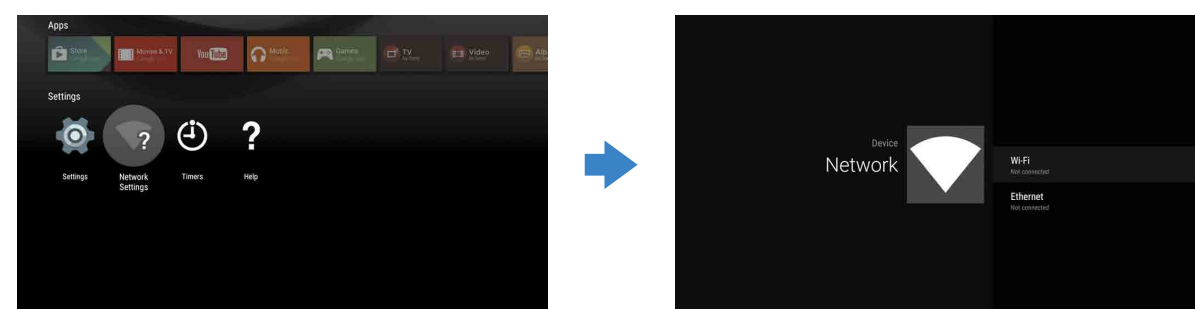 Apps
Store
Movies & TV
YouTube
Music
Games
TV
Video
Settings
?
?
Settings
Network
Settings
Timers
Help
Device
Network
Wi-Fi
Not connected
Ethernet
Not connected